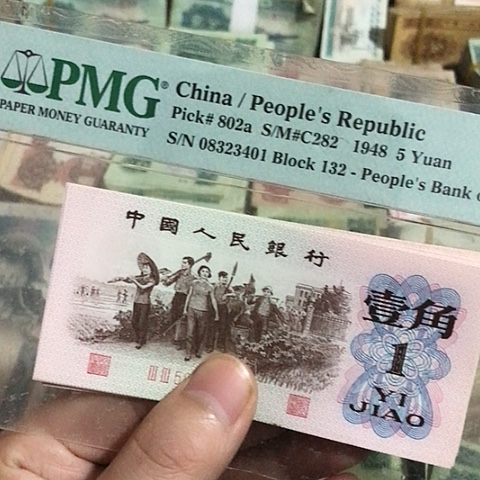 PMG®
PAPER MONEY GUARANTY
China / People's Republic
Pick# 802a S/M#C282 1948 5 Yuan
S/N 08323401 Block 132 - People's Bank
中國人民銀行
壹角
1
YI
JIAO